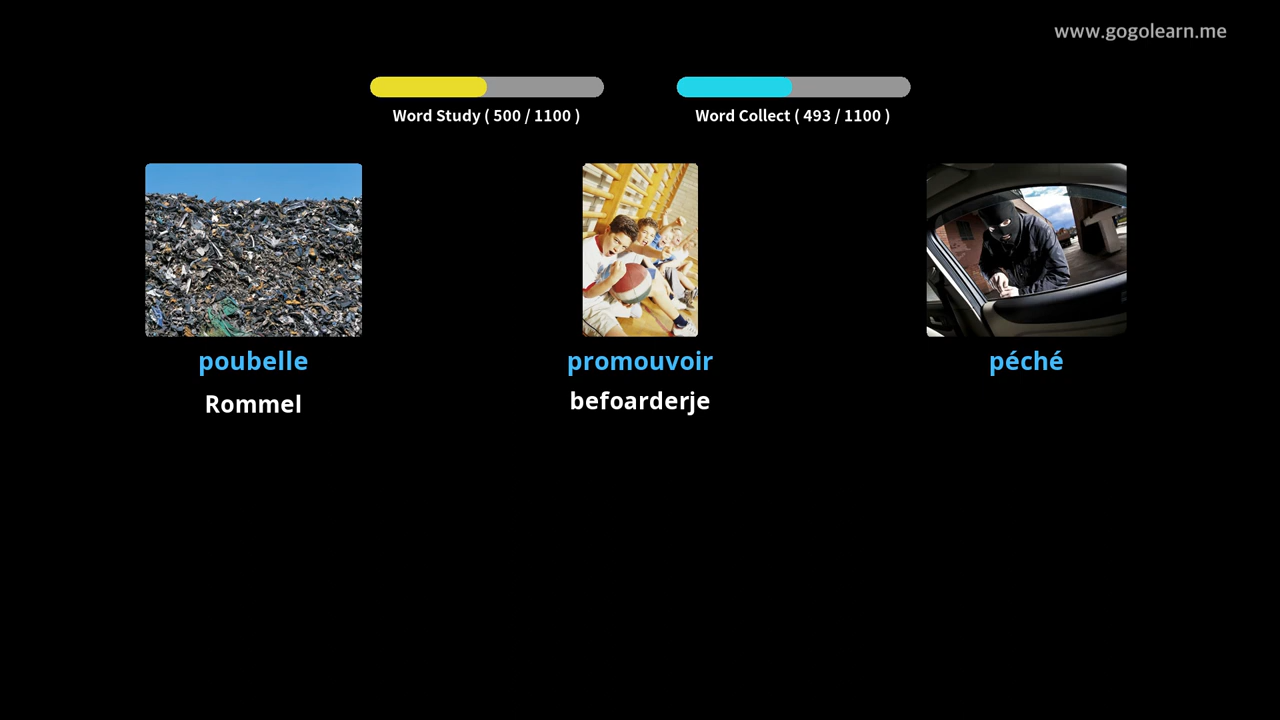 www.gogolearn.me
Word Study ( 500 / 1100 )
Word Collect ( 493 / 1100 )
poubelle
promouvoir
péché
Rommel
befoarderje